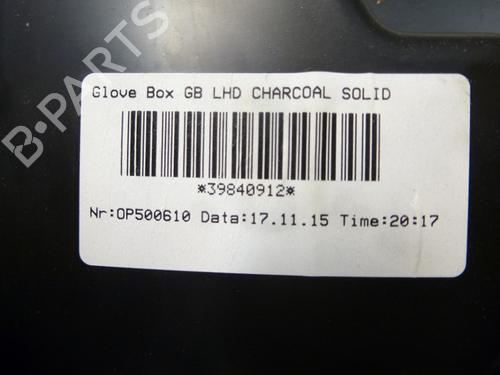 B-PARTS
Glove Box GB LHD CHARCOAL SOLID
*39840912*
Nr:OP500610 Data:17.11.15 Time:20:17